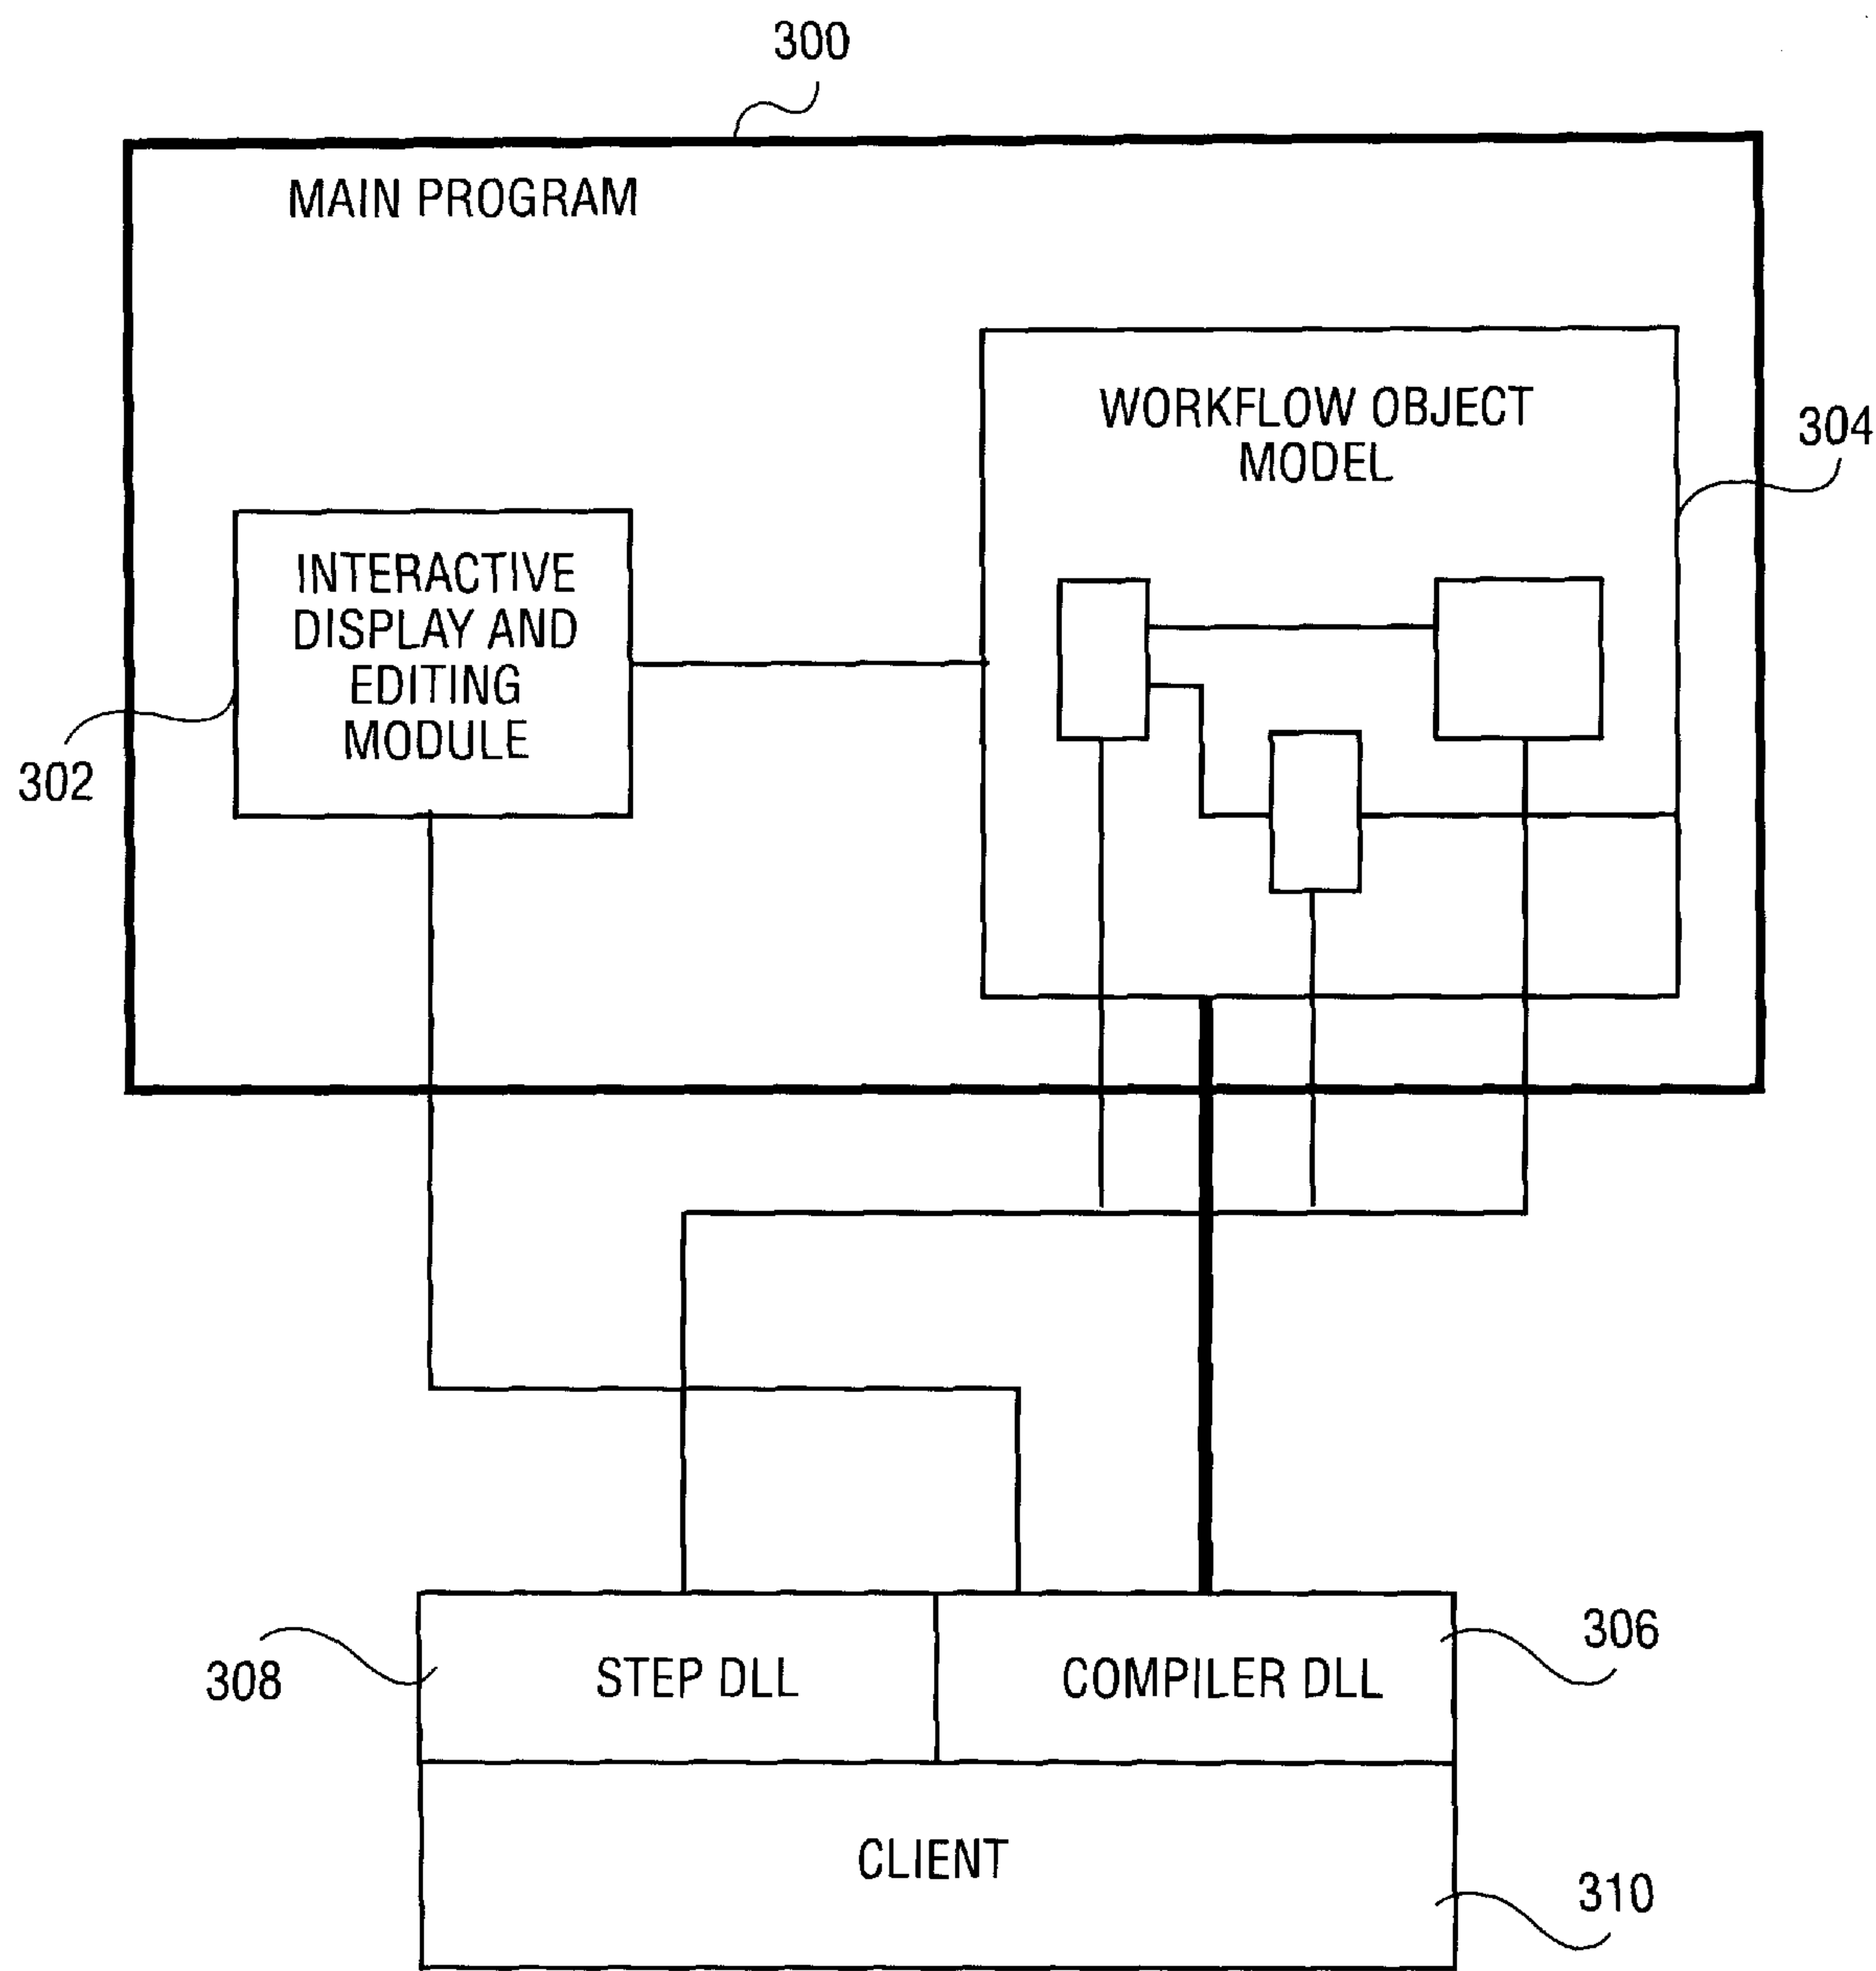 300
MAIN PROGRAM
WORKFLOW OBJECT
MODEL
304
INTERACTIVE
DISPLAY AND
EDITING
MODULE
302
306
308
STEP DLL
COMPILER DLL
CLIENT
310